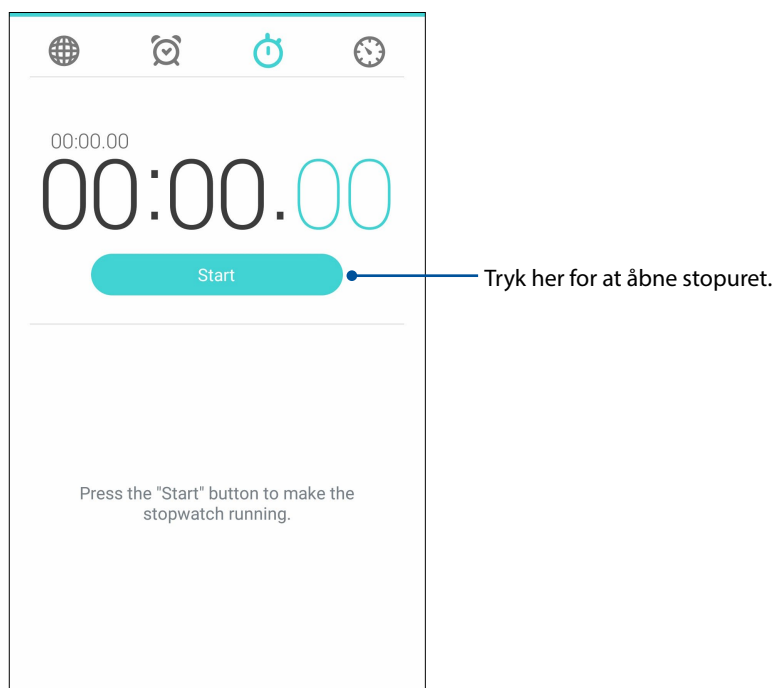 00:00.00
00:00.00
Start
Tryk her for at åbne stopuret.
Press the "Start" button to make the
stopwatch running.